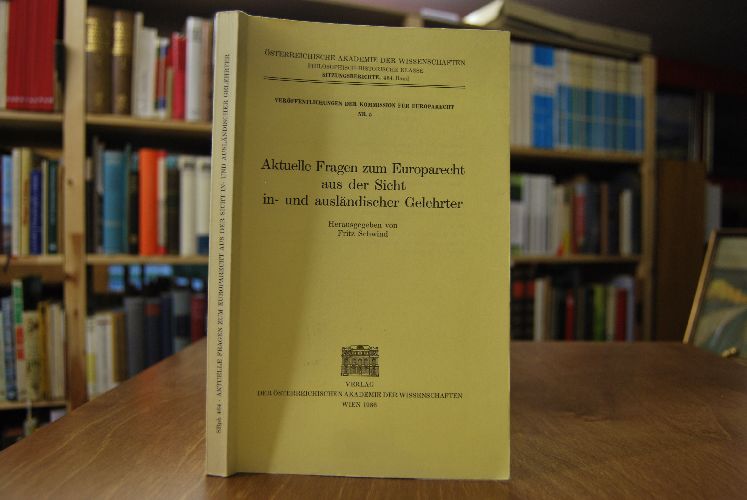 ÖSTERREICHISCHE AKADEMIE DER WISSENSCHAFTEN
PHILOSOPHISCH-HISTORISCHE KLASSE
SITZUNGSBERICHTE, 464. Band
VERÖFFENTLICHUNGEN DER KOMMISSION FÜR EUROPARECHT
NR. 5
Aktuelle Fragen zum Europarecht
aus der Sicht
in- und ausländischer Gelehrter
Herausgegeben von
Fritz Schwind
VERLAG
DER ÖSTERREICHISCHEN AKADEMIE DER WISSENSCHAFTEN
WIEN 1986
SBph 464 · AKTUELLE FRAGEN ZUM EUROPARECHT AUS DER SICHT IN- UND AUSLÄNDISCHER GELEHRTER